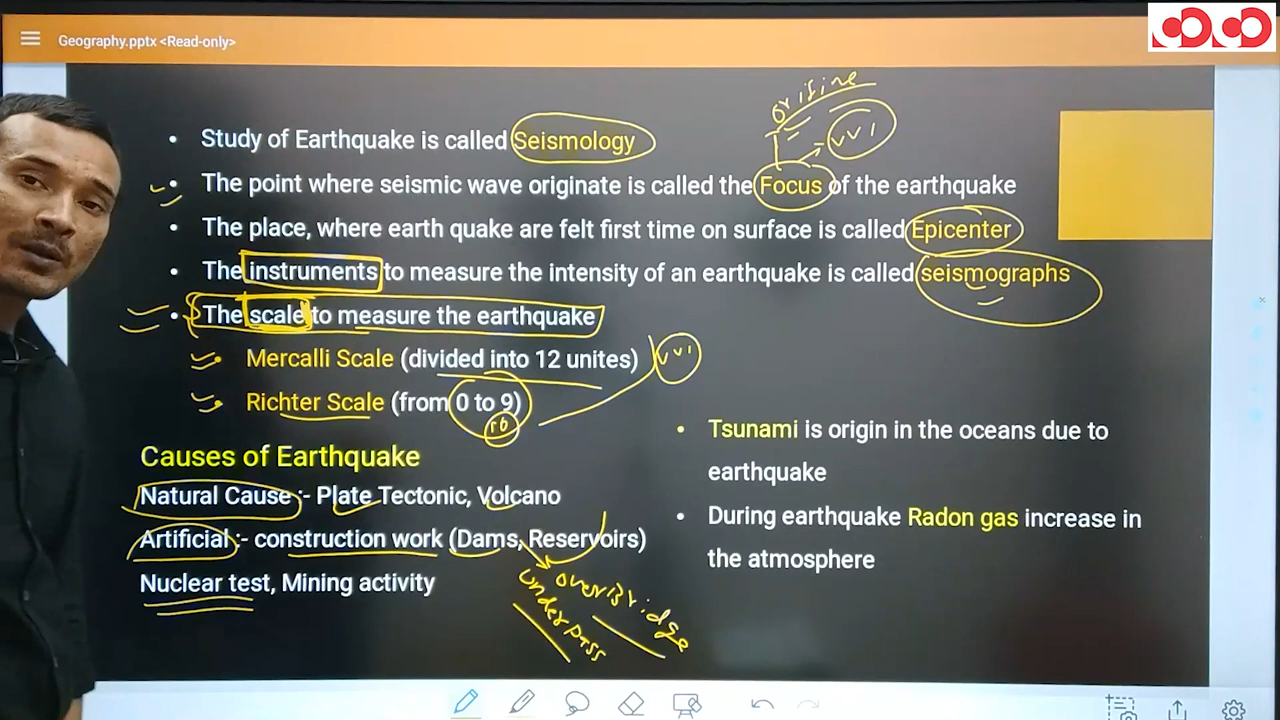 Geography.pptx <Read-only>
origine
VVI
• Study of Earthquake is called Seismology
• The point where seismic wave originate is called the Focus of the earthquake
• The place, where earth quake are felt first time on surface is called Epicenter
• The instruments to measure the intensity of an earthquake is called seismographs
• The scale to measure the earthquake
• Mercalli Scale (divided into 12 unites)
VVI
• Richter Scale (from 0 to 9)
10
Causes of Earthquake
Natural Cause :- Plate Tectonic, Volcano
Artificial :- construction work (Dams, Reservoirs)
Nuclear test, Mining activity
overBridge
underpass
• Tsunami is origin in the oceans due to
earthquake
• During earthquake Radon gas increase in
the atmosphere